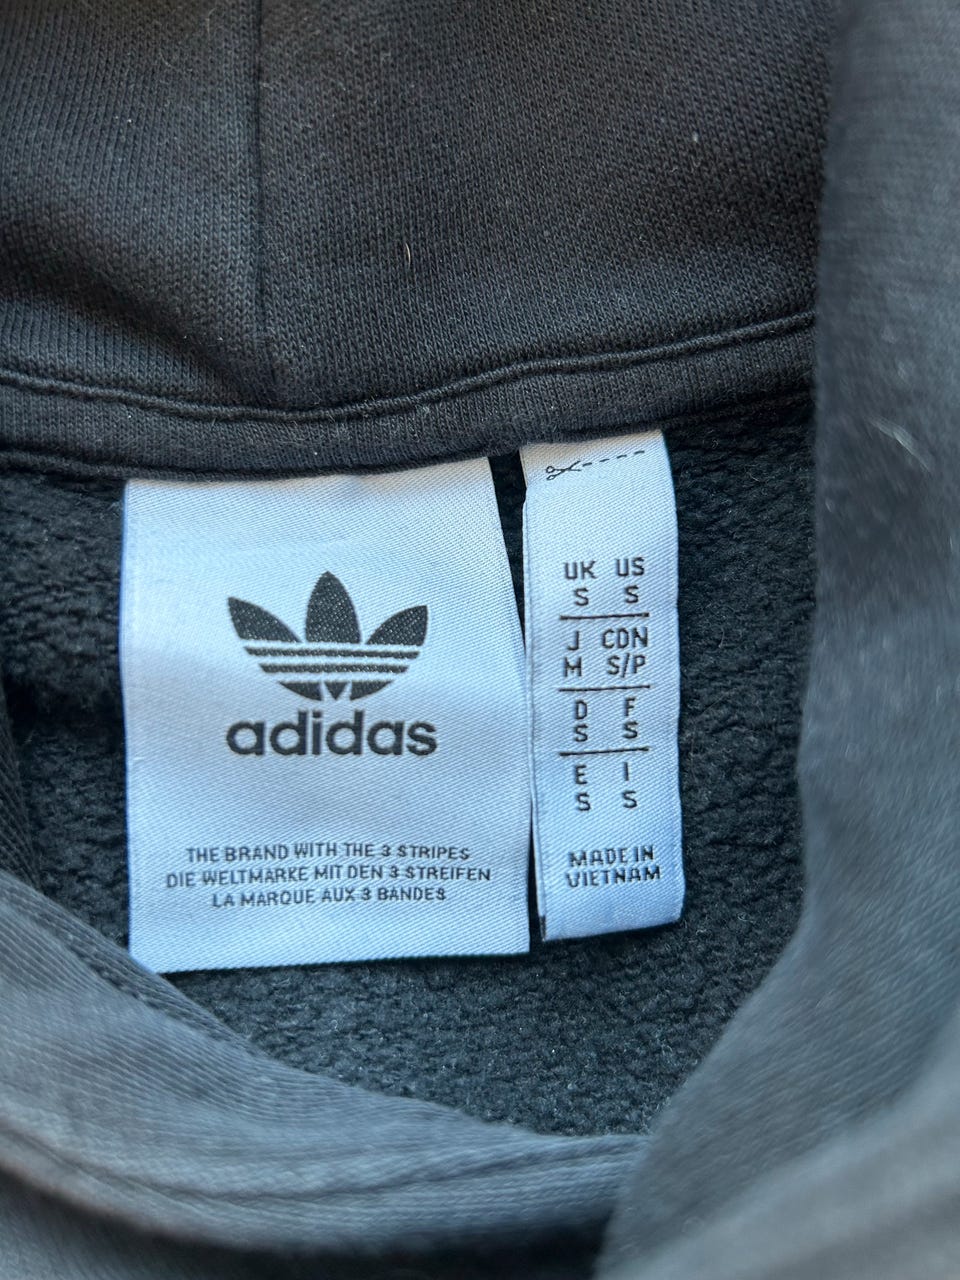 adidas
THE BRAND WITH THE 3 STRIPES
DIE WELTMARKE MIT DEN 3 STREIFEN
LA MARQUE AUX 3 BANDES
UK US
S S
J CDN
M S/P
D F
S S
E I
S S
MADE IN
VIETNAM